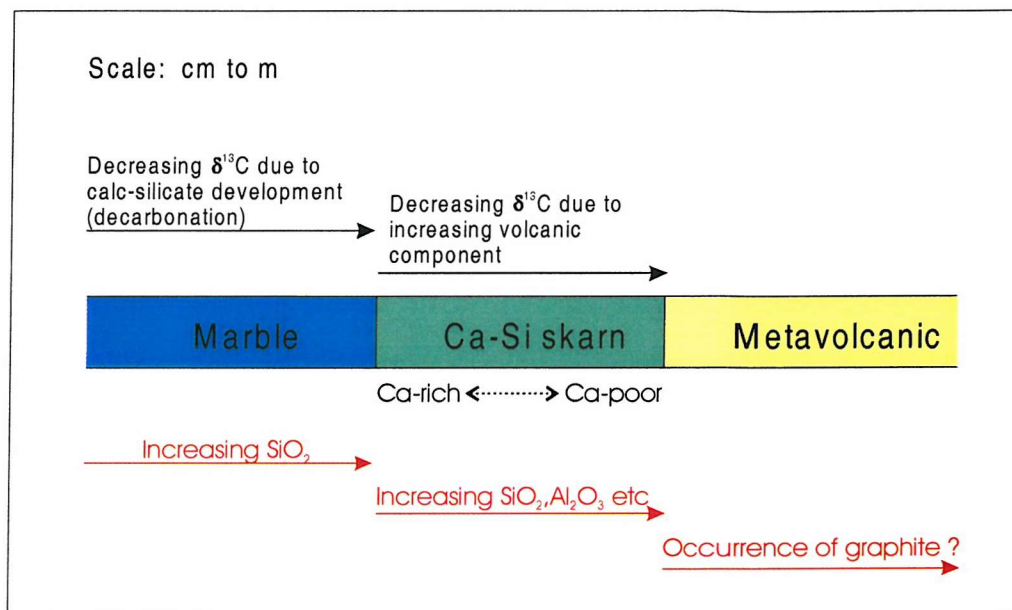 Scale: cm to m
Decreasing δ¹³C due to
calc-silicate development
(decarbonation)
Decreasing δ¹³C due to
increasing volcanic
component
Marble
Ca-Si skarn
Metavolcanic
Ca-rich
Ca-poor
Increasing SiO₂
Increasing SiO₂,Al₂O₃ etc
Occurrence of graphite ?